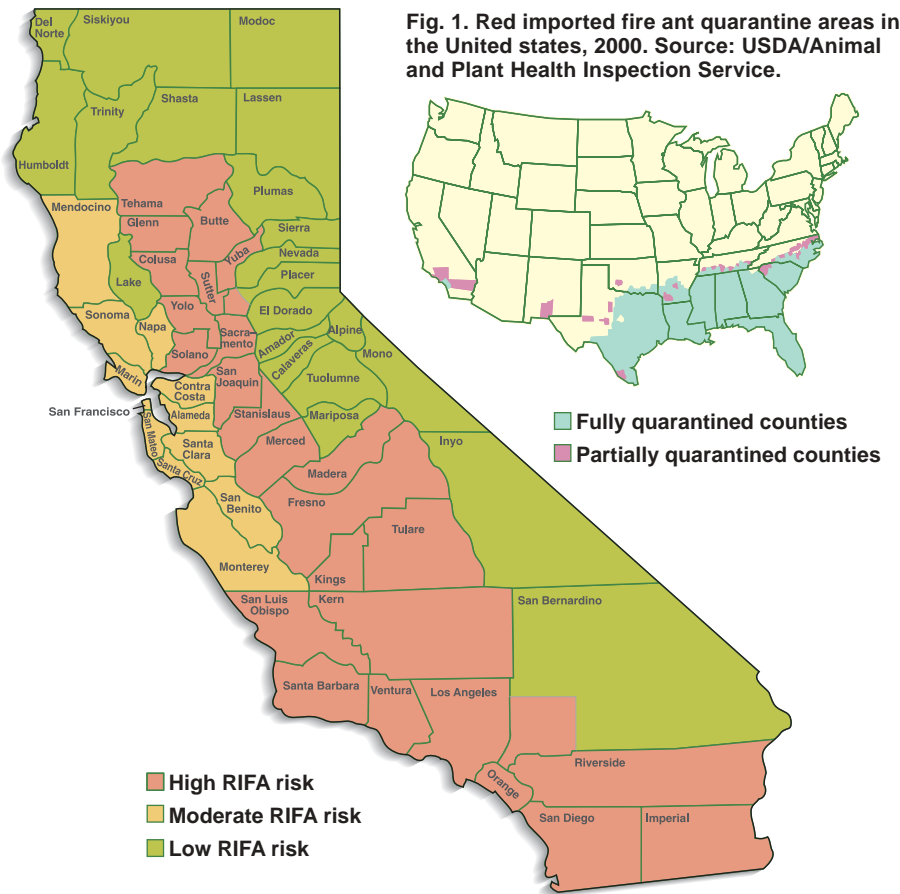 Fig. 1. Red imported fire ant quarantine areas in
the United states, 2000. Source: USDA/Animal
and Plant Health Inspection Service.
Fully quarantined counties
Partially quarantined counties
Del
Norte
Siskiyou
Modoc
Humboldt
Trinity
Shasta
Lassen
Mendocino
Tehama
Plumas
Glenn
Butte
Sierra
Lake
Colusa
Sutter
Yuba
Nevada
Placer
Sonoma
Napa
Yolo
El Dorado
Solano
Sacra-
mento
Amador
Alpine
Calaveras
Mono
Marin
Contra
Costa
San
Joaquin
Tuolumne
San Francisco
Alameda
Stanislaus
Mariposa
San Mateo
Santa
Clara
Merced
Inyo
Santa Cruz
Madera
San
Benito
Fresno
Tulare
Monterey
Kings
San Luis
Obispo
Kern
San Bernardino
Santa Barbara
Ventura
Los Angeles
Orange
Riverside
San Diego
Imperial
High RIFA risk
Moderate RIFA risk
Low RIFA risk